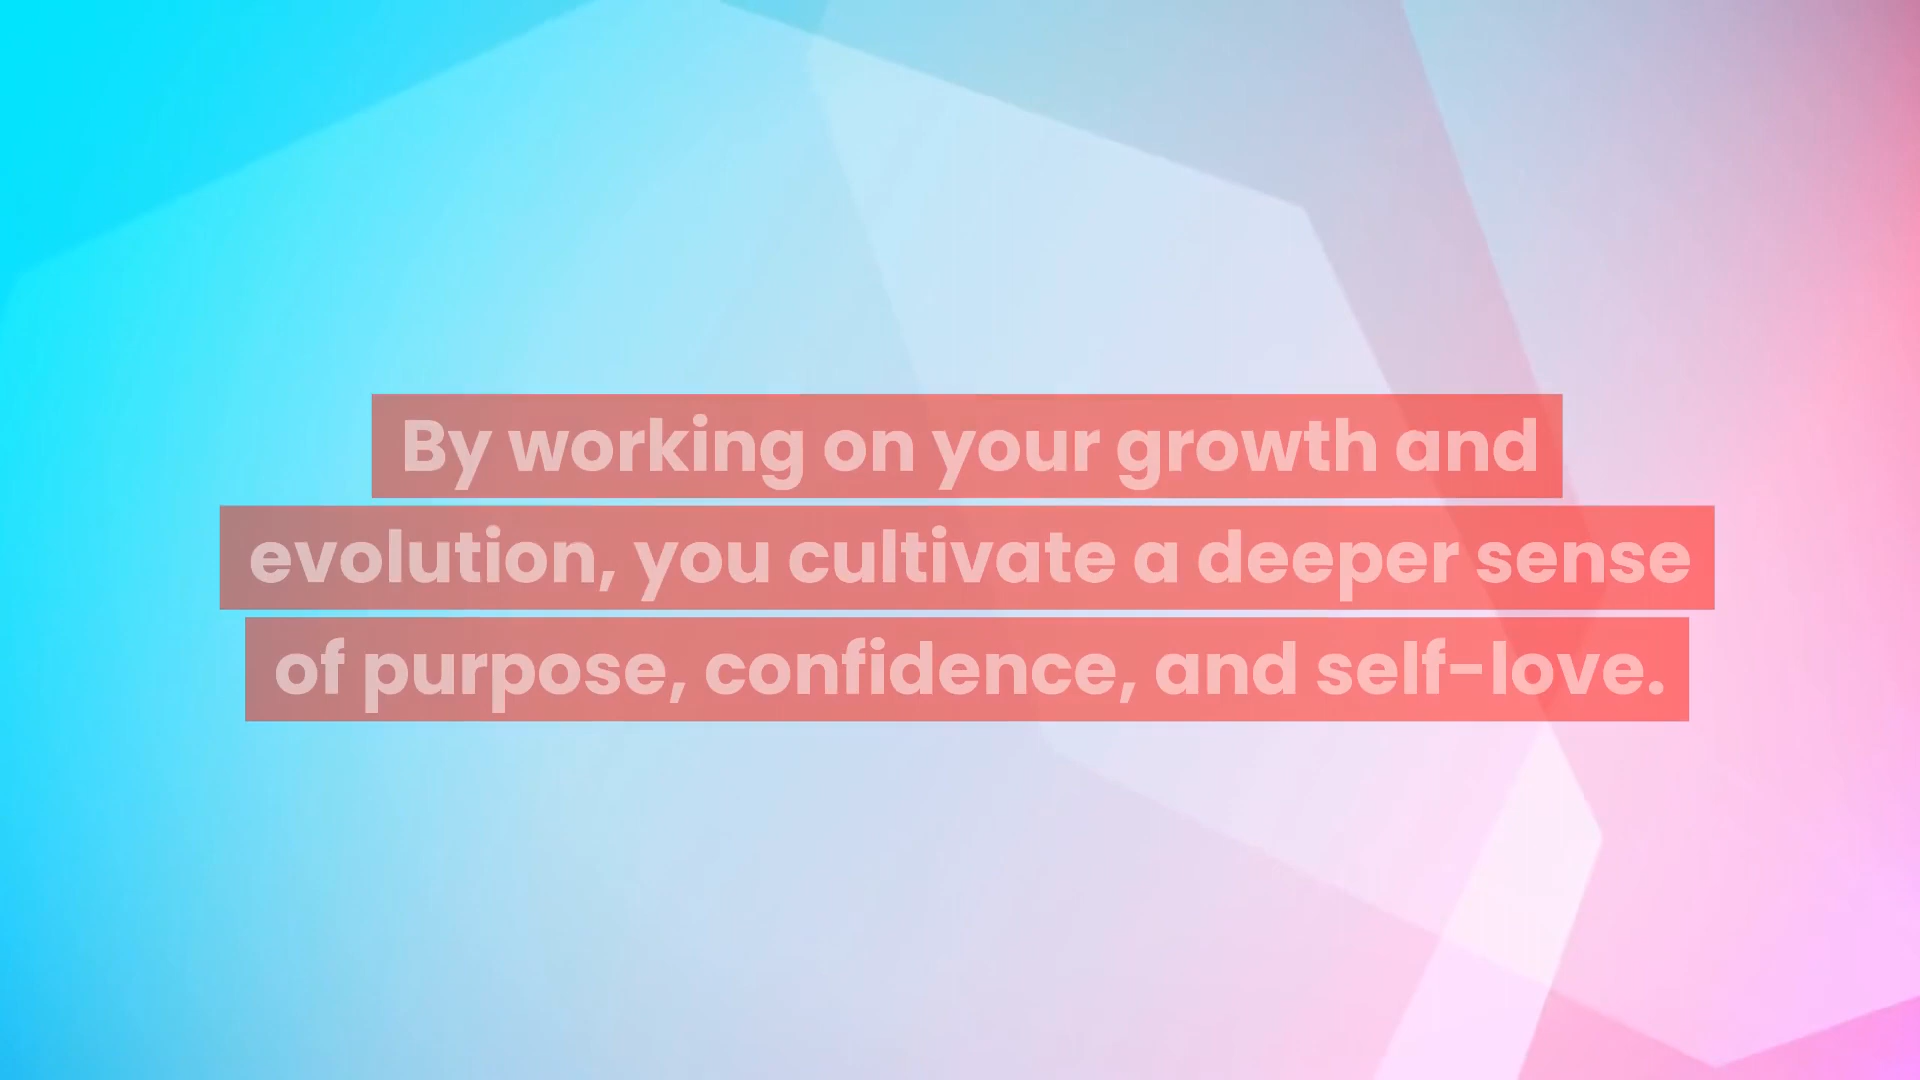 By working on your growth and
evolution, you cultivate a deeper sense
of purpose, confidence, and self-love.